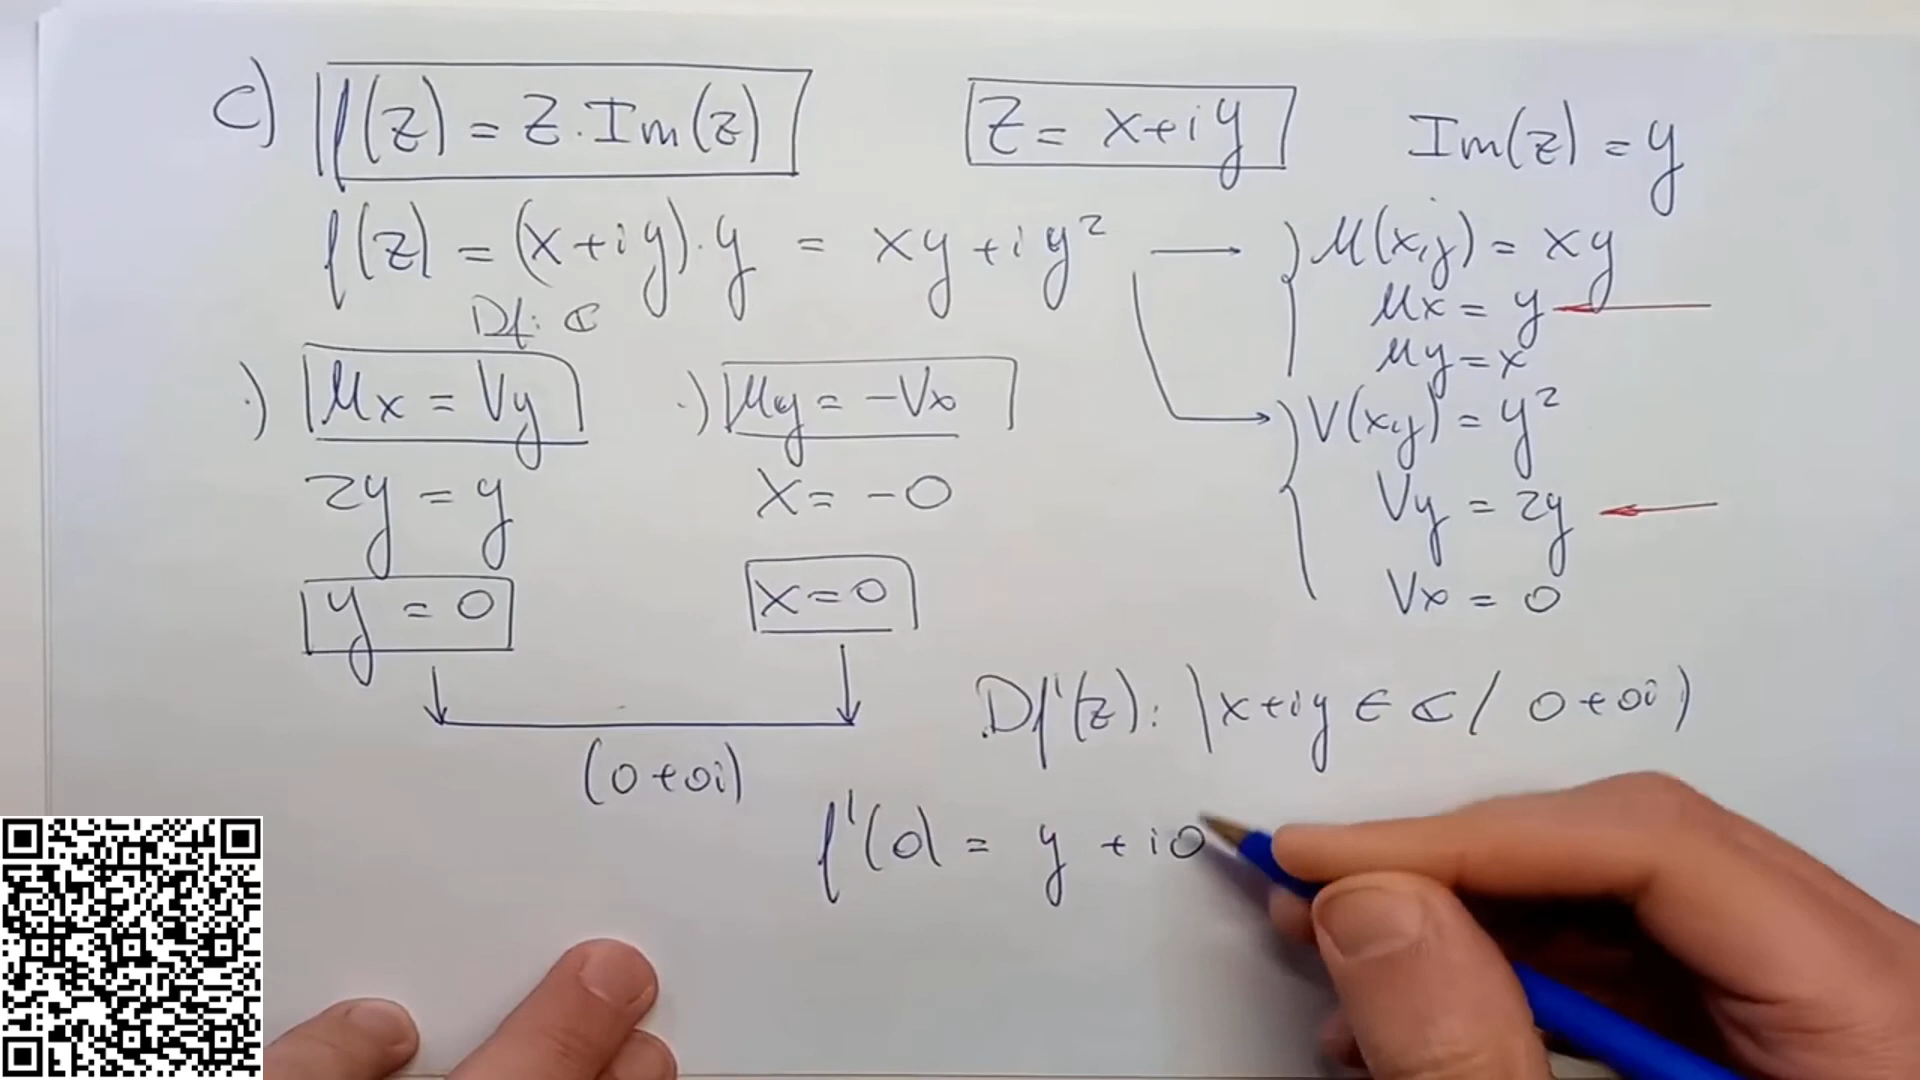 c) f(z) = z·Im(z)
z = x+iy
Im(z) = y
f(z) = (x+iy)·y = xy+iy²
Df: ℂ
u(x,y) = xy
ux = y
uy = x
v(x,y) = y²
vy = 2y
vx = 0
·) ux = vy
2y = y
y = 0
·) uy = -vx
x = -0
x = 0
(0+0i)
Df'(z): {x+iy ∈ ℂ / 0+0i}
f'(0) = y + i0